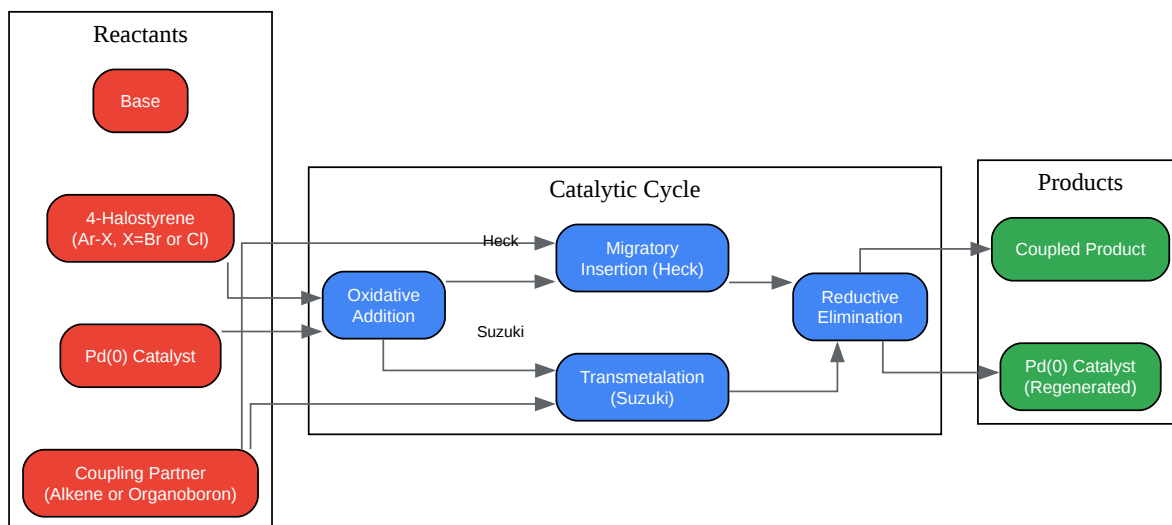 Reactants
Base
4-Halostyrene
(Ar-X, X=Br or Cl)
Pd(0) Catalyst
Coupling Partner
(Alkene or Organoboron)
Catalytic Cycle
Heck
Suzuki
Oxidative
Addition
Migratory
Insertion (Heck)
Transmetalation
(Suzuki)
Reductive
Elimination
Products
Coupled Product
Pd(0) Catalyst
(Regenerated)